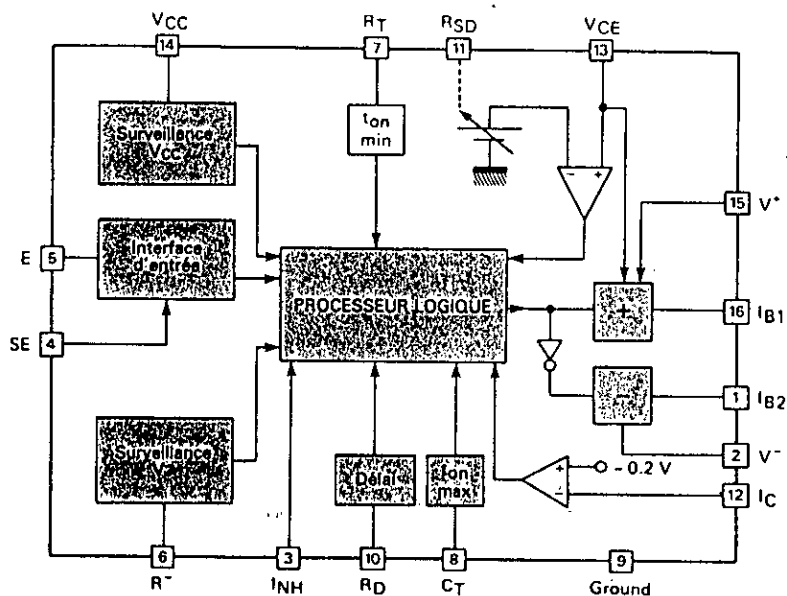 VCC
RT
RSD
VCE
14
7
11
13
Surveillance
VCC
ton
min
-
+
15
V+
E
5
Interface
d'entrée
PROCESSEUR LOGIQUE
+
16
IB1
SE
4
-
1
IB2
Surveillance
V-
2
V-
Délai
ton
max
+
- 0.2 V
-
12
IC
6
3
10
8
9
R-
INH
RD
CT
Ground